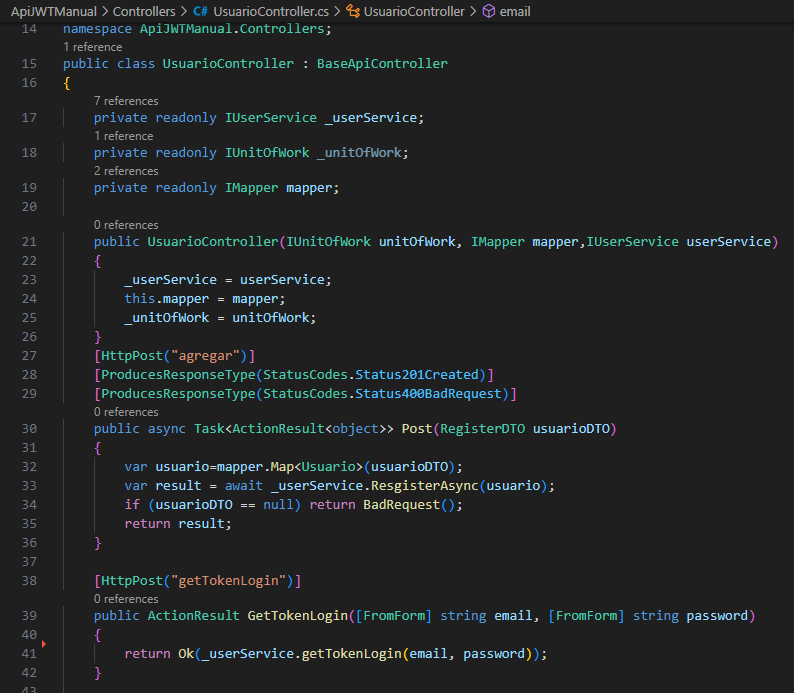 ApiJWTManual > Controllers > C# UsuarioController.cs > UsuarioController > email
14 namespace ApiJWTManual.Controllers;
1 reference
15 public class UsuarioController : BaseApiController
16 {
7 references
17 private readonly IUserService _userService;
1 reference
18 private readonly IUnitOfWork _unitOfWork;
2 references
19 private readonly IMapper mapper;
20
0 references
21 public UsuarioController(IUnitOfWork unitOfWork, IMapper mapper,IUserService userService)
22 {
23 _userService = userService;
24 this.mapper = mapper;
25 _unitOfWork = unitOfWork;
26 }
27 [HttpPost("agregar")]
28 [ProducesResponseType(StatusCodes.Status201Created)]
29 [ProducesResponseType(StatusCodes.Status400BadRequest)]
0 references
30 public async Task<ActionResult<object>> Post(RegisterDTO usuarioDTO)
31 {
32 var usuario=mapper.Map<Usuario>(usuarioDTO);
33 var result = await _userService.ResgisterAsync(usuario);
34 if (usuarioDTO == null) return BadRequest();
35 return result;
36 }
37
38 [HttpPost("getTokenLogin")]
0 references
39 public ActionResult GetTokenLogin([FromForm] string email, [FromForm] string password)
40 {
41 return Ok(_userService.getTokenLogin(email, password));
42 }
43